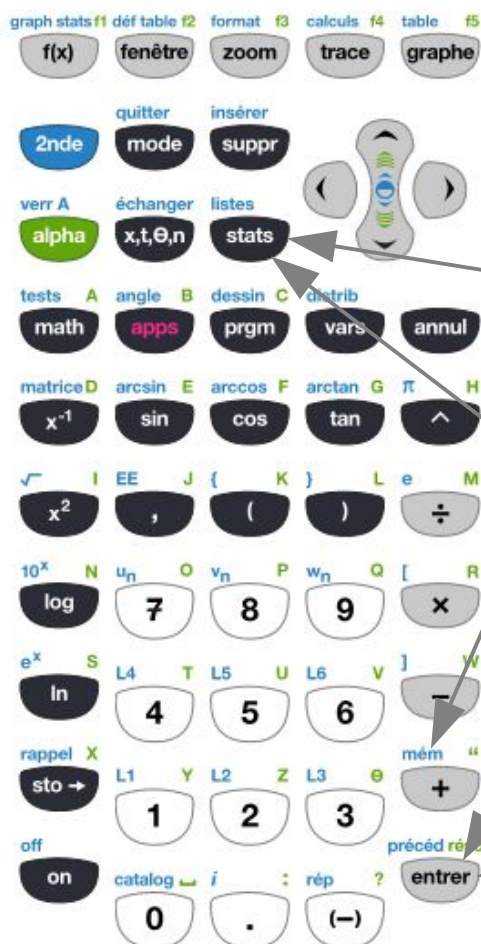 graph stats f1 déf table f2 format f3 calculs f4 table f5
f(x) fenêtre zoom trace graphe
quitter insérer
2nde mode suppr
verr A échanger listes
alpha x,t,Θ,n stats
tests A angle B dessin C distrib
math apps prgm vars annul
matrice D arcsin E arccos F arctan G π H
x⁻¹ sin cos tan ^
√ I EE J { K } L e M
x² , ( ) ÷
10ˣ N uₙ O vₙ P wₙ Q [ R
log 7 8 9 ×
eˣ S L4 T L5 U L6 V ] W
ln 4 5 6 −
rappel X L1 Y L2 Z L3 θ mém “
sto → 1 2 3 +
off catalog ⎵ i : rép ? précéd
on 0 . (−) entrer